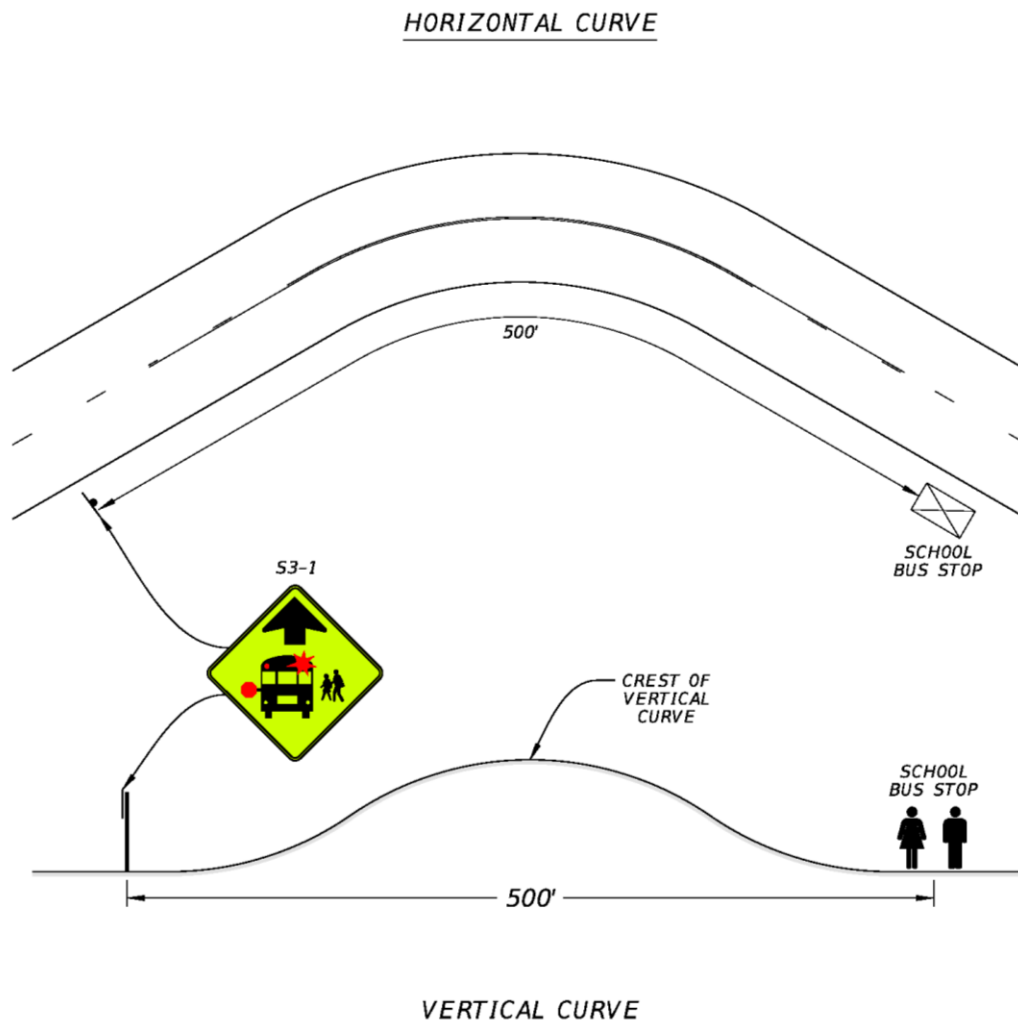 HORIZONTAL CURVE
500'
SCHOOL
BUS STOP
S3-1
CREST OF
VERTICAL
CURVE
SCHOOL
BUS STOP
500'
VERTICAL CURVE